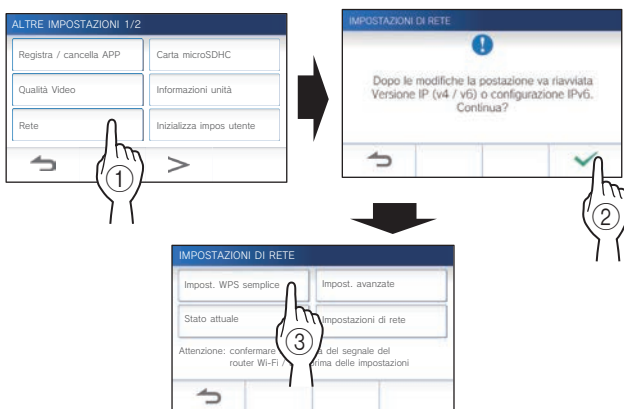 ALTRE IMPOSTAZIONI 1/2
Registra / cancella APP
Carta microSDHC
Qualità Video
Informazioni unità
Rete
Inizializza impos utente
>
1
IMPOSTAZIONI DI RETE
!
Dopo le modifiche la postazione va riavviata
Versione IP (v4 / v6) o configurazione IPv6.
Continua?
2
IMPOSTAZIONI DI RETE
Impost. WPS semplice
Impost. avanzate
Stato attuale
Impostazioni di rete
3
Attenzione: confermare del segnale del
router Wi-Fi / prima delle impostazioni